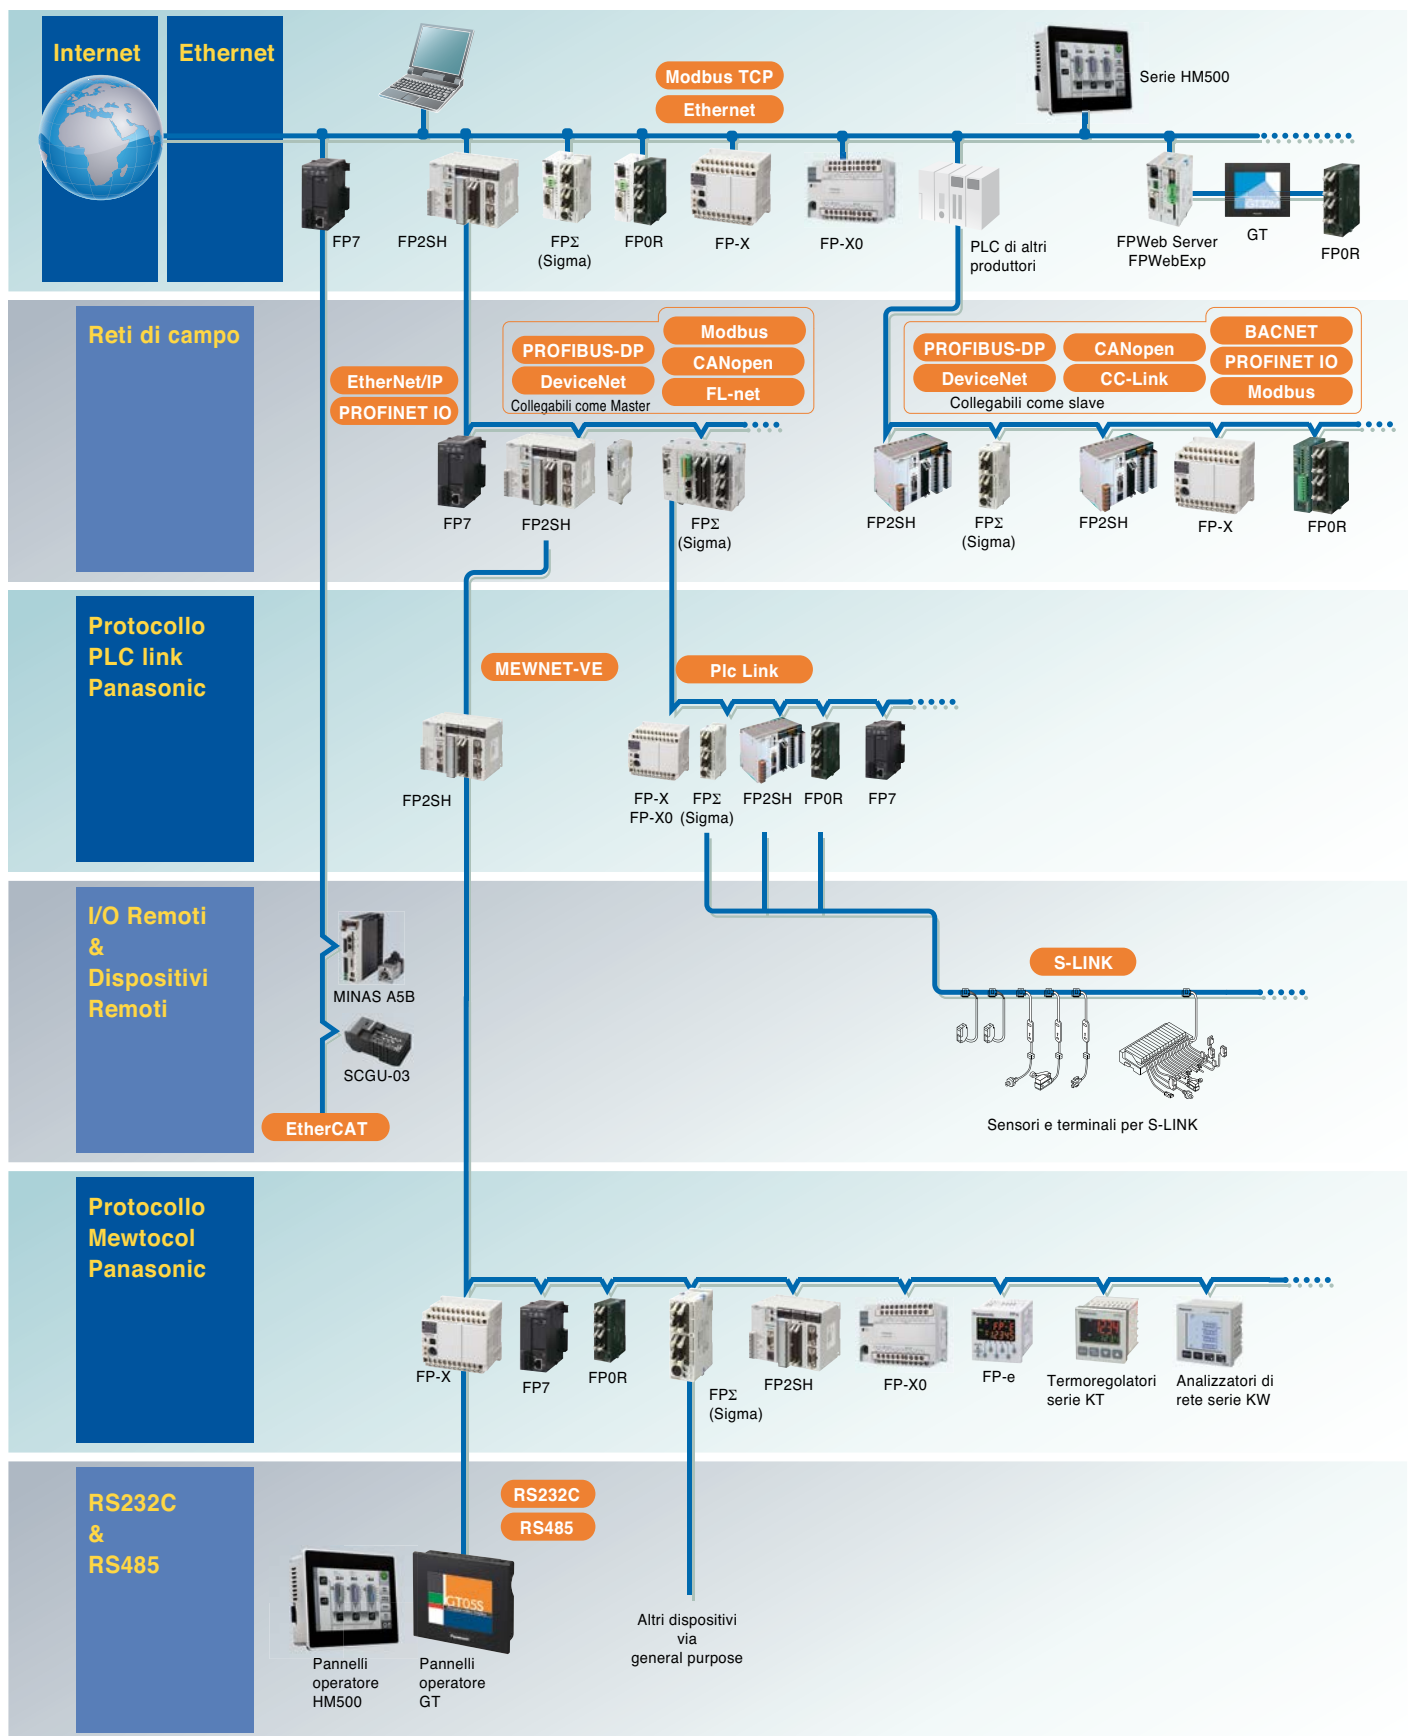 Internet
Ethernet
Modbus TCP
Ethernet
Serie HM500
FP7
FP2SH
FPΣ
(Sigma)
FP0R
FP-X
FP-X0
PLC di altri
produttori
FPWeb Server
FPWebExp
GT
FP0R
Reti di campo
EtherNet/IP
PROFINET IO
PROFIBUS-DP
DeviceNet
Collegabili come Master
Modbus
CANopen
FL-net
PROFIBUS-DP
DeviceNet
Collegabili come slave
CANopen
CC-Link
BACNET
PROFINET IO
Modbus
FP7
FP2SH
FPΣ
(Sigma)
FP2SH
FPΣ
(Sigma)
FP2SH
FP-X
FP0R
Protocollo
PLC link
Panasonic
MEWNET-VE
Plc Link
FP2SH
FP-X
FP-X0
FPΣ
(Sigma)
FP2SH
FP0R
FP7
I/O Remoti
&
Dispositivi
Remoti
MINAS A5B
SCGU-03
EtherCAT
S-LINK
Sensori e terminali per S-LINK
Protocollo
Mewtocol
Panasonic
FP-X
FP7
FP0R
FPΣ
(Sigma)
FP2SH
FP-X0
FP-e
Termoregolatori
serie KT
Analizzatori di
rete serie KW
RS232C
&
RS485
RS232C
RS485
GT05S
Panasonic
Pannelli
operatore
HM500
Pannelli
operatore
GT
Altri dispositivi
via
general purpose